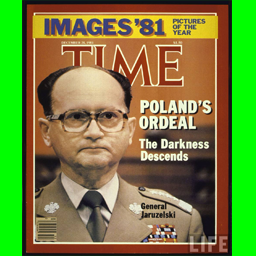 IMAGES '81
PICTURES
OF THE
YEAR
TIME
POLAND'S
ORDEAL
The Darkness
Descends
General
Jaruzelski
LIFE